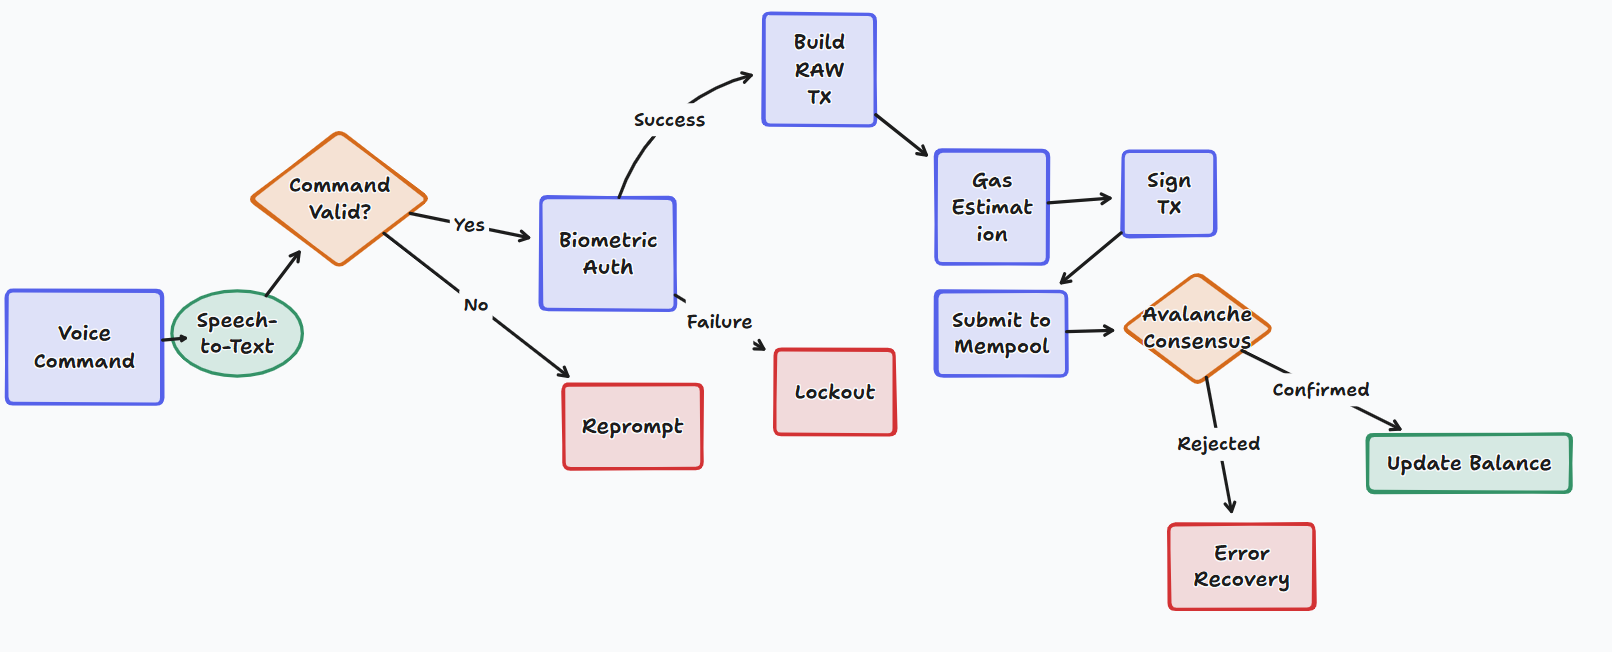 Voice
Command
Speech-
to-Text
Command
Valid?
Yes
No
Reprompt
Biometric
Auth
Success
Failure
Lockout
Build
RAW
TX
Gas
Estimat
ion
Sign
TX
Submit to
Mempool
Avalanche
Consensus
Confirmed
Update Balance
Rejected
Error
Recovery